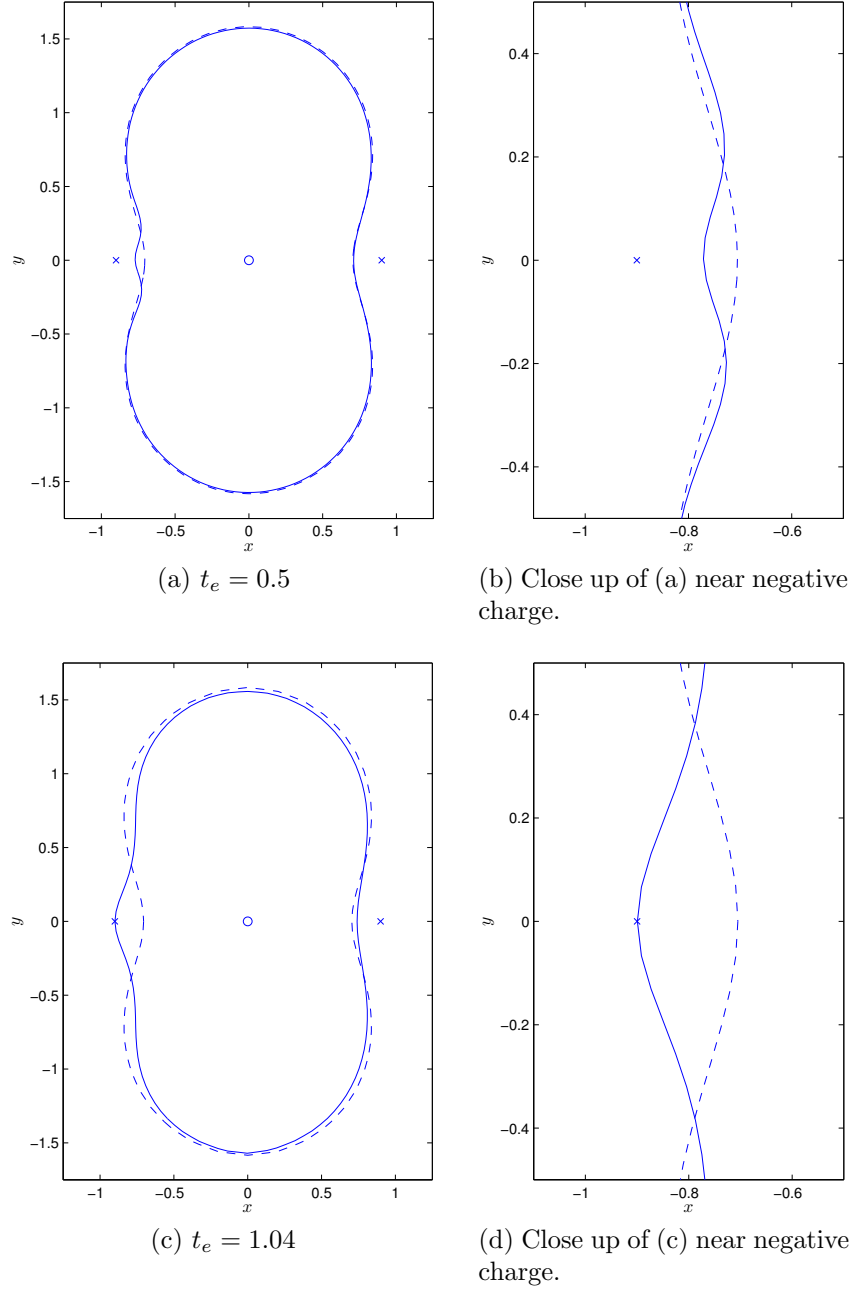 1.5
1
0.5
0
−0.5
−1
−1.5
y
−1 −0.5 0 0.5 1
x
0.4
0.2
0
−0.2
−0.4
y
−1 −0.8 −0.6
x
(a) t_e = 0.5
(b) Close up of (a) near negative
charge.
1.5
1
0.5
0
−0.5
−1
−1.5
y
−1 −0.5 0 0.5 1
x
0.4
0.2
0
−0.2
−0.4
y
−1 −0.8 −0.6
x
(c) t_e = 1.04
(d) Close up of (c) near negative
charge.